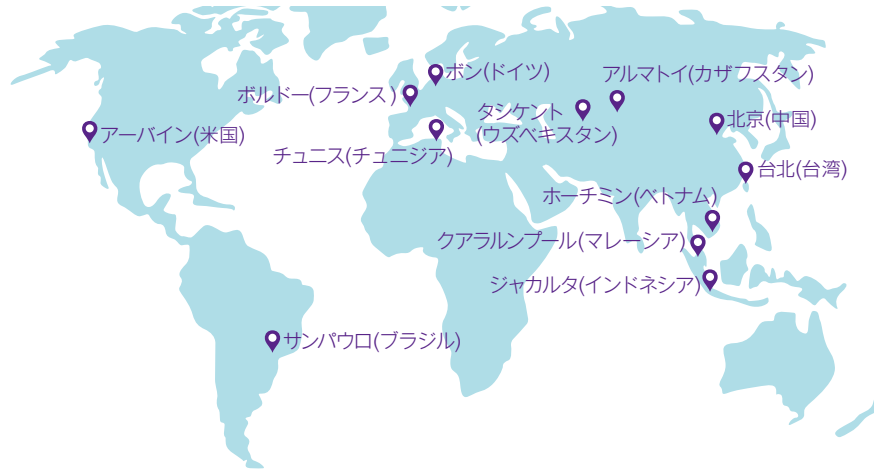 ボン(ドイツ)
アルマトイ(カザフスタン)
ボルドー(フランス)
タシケント
(ウズベキスタン)
北京(中国)
アーバイン(米国)
チュニス(チュニジア)
台北(台湾)
ホーチミン(ベトナム)
クアラルンプール(マレーシア)
ジャカルタ(インドネシア)
サンパウロ(ブラジル)